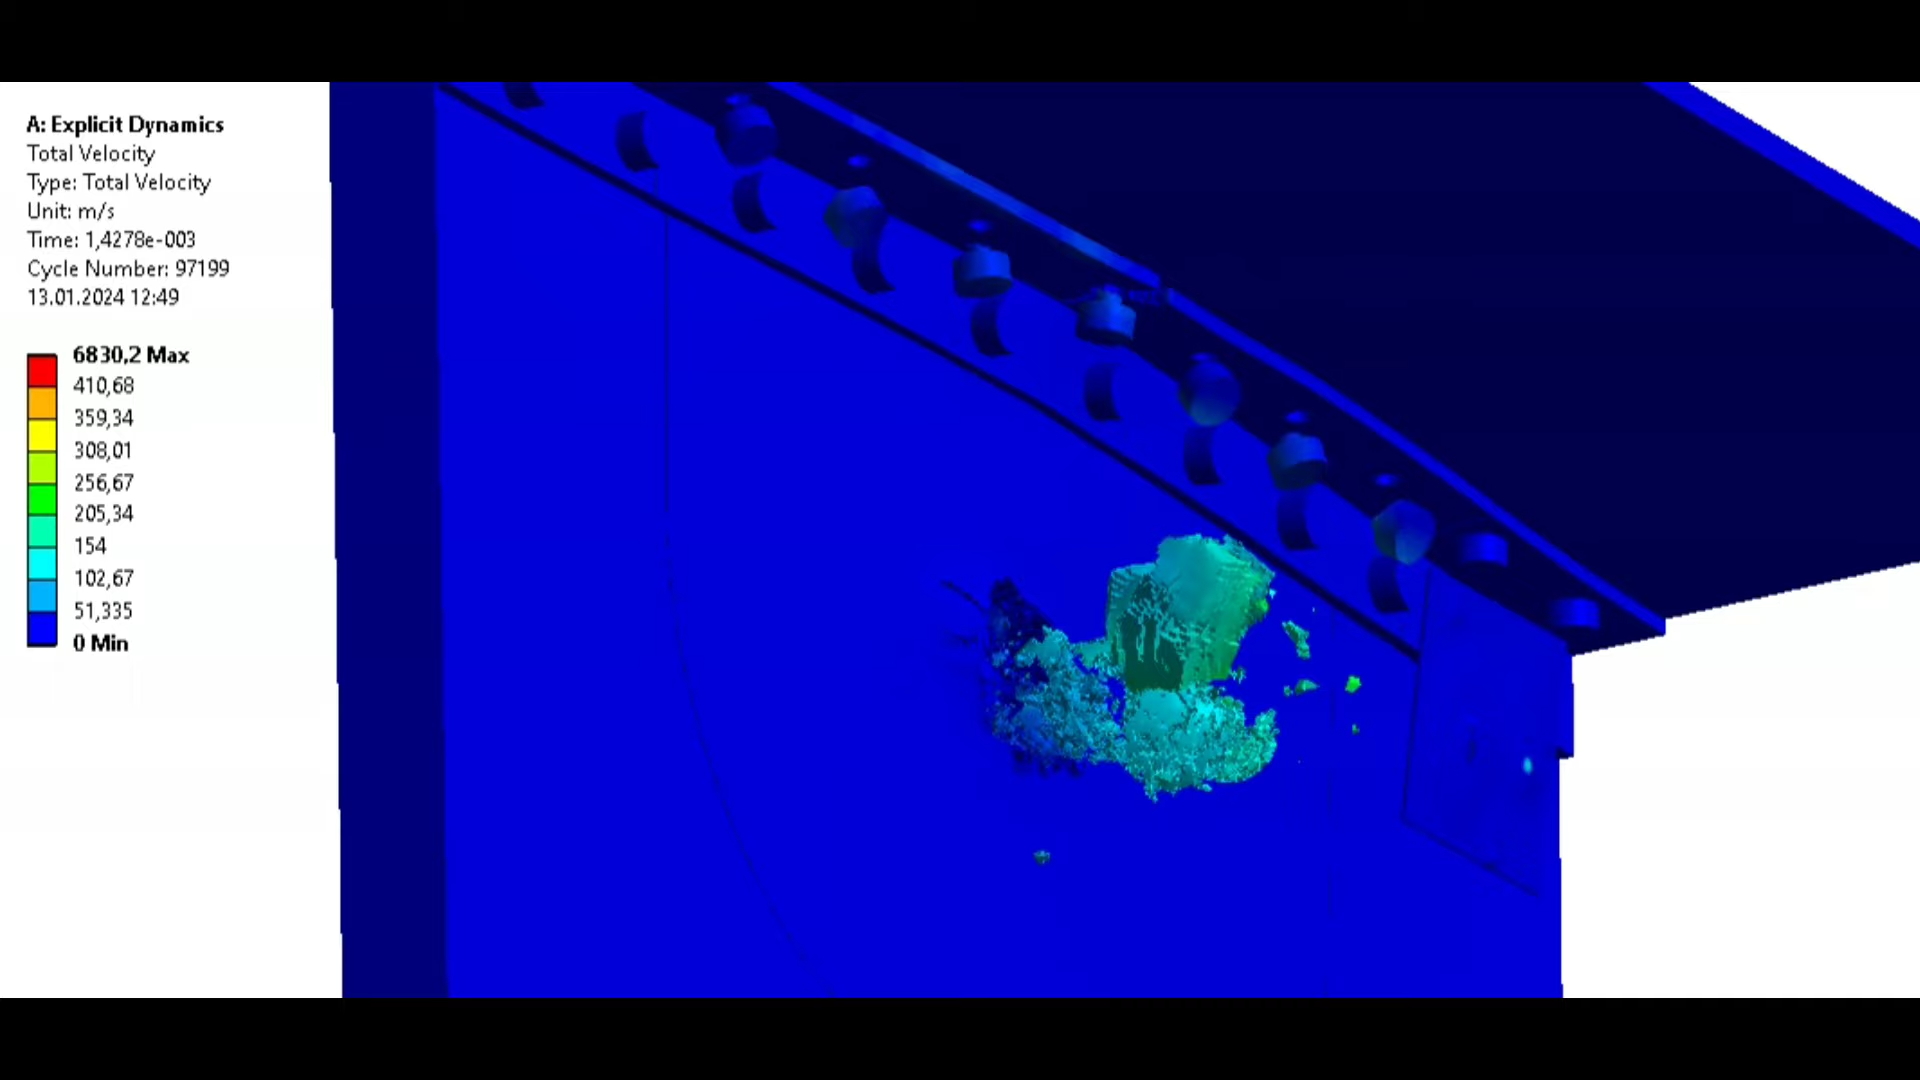 A: Explicit Dynamics
Total Velocity
Type: Total Velocity
Unit: m/s
Time: 1,4278e-003
Cycle Number: 97199
13.01.2024 12:49
6830,2 Max
410,68
359,34
308,01
256,67
205,34
154
102,67
51,335
0 Min